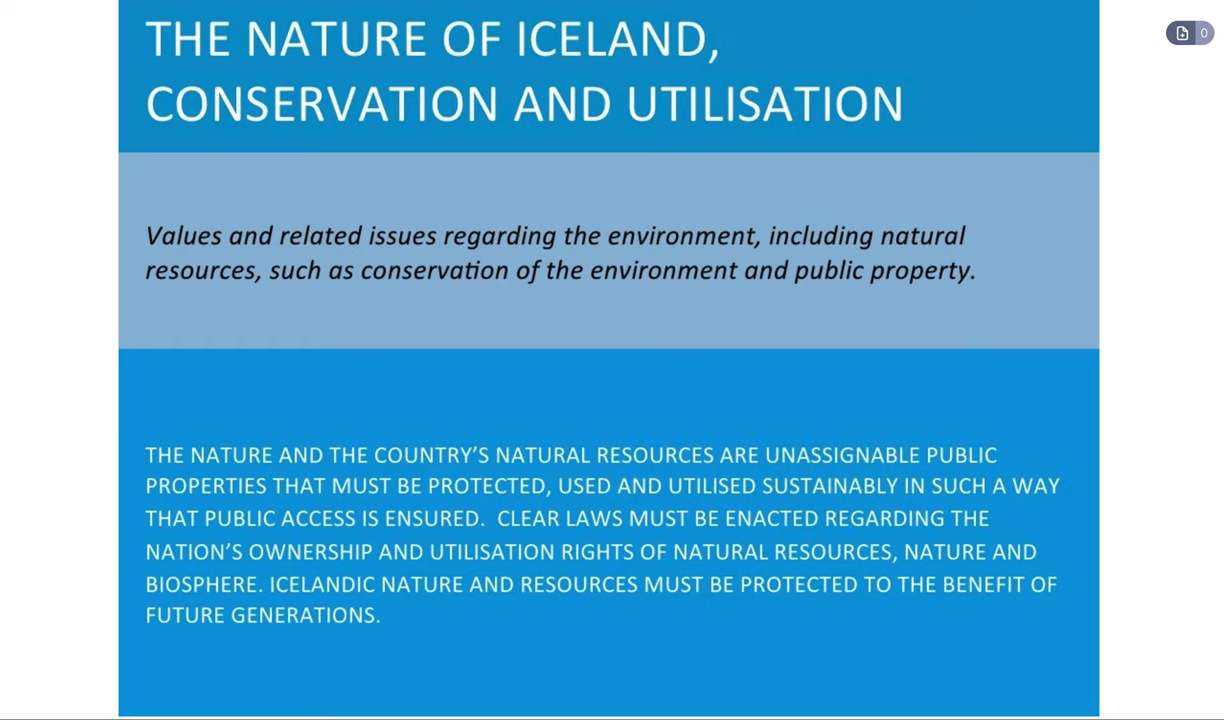 THE NATURE OF ICELAND,
CONSERVATION AND UTILISATION
Values and related issues regarding the environment, including natural
resources, such as conservation of the environment and public property.
THE NATURE AND THE COUNTRY’S NATURAL RESOURCES ARE UNASSIGNABLE PUBLIC
PROPERTIES THAT MUST BE PROTECTED, USED AND UTILISED SUSTAINABLY IN SUCH A WAY
THAT PUBLIC ACCESS IS ENSURED.  CLEAR LAWS MUST BE ENACTED REGARDING THE
NATION’S OWNERSHIP AND UTILISATION RIGHTS OF NATURAL RESOURCES, NATURE AND
BIOSPHERE. ICELANDIC NATURE AND RESOURCES MUST BE PROTECTED TO THE BENEFIT OF
FUTURE GENERATIONS.
0